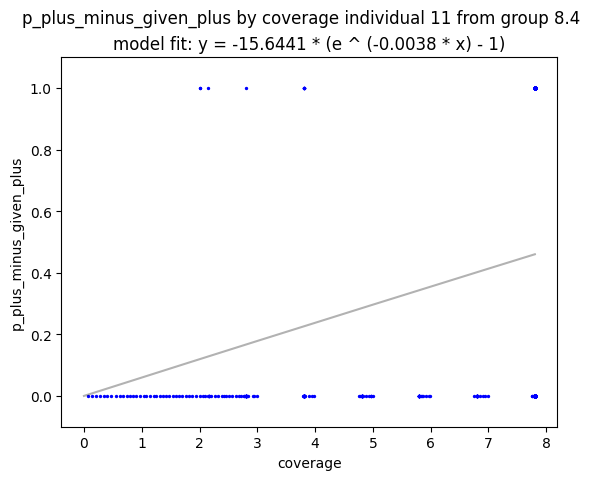 p_plus_minus_given_plus by coverage individual 11 from group 8.4
model fit: y = -15.6441 * (e ^ (-0.0038 * x) - 1)
1.0
0.8
0.6
0.4
0.2
0.0
p_plus_minus_given_plus
0 1 2 3 4 5 6 7 8
coverage